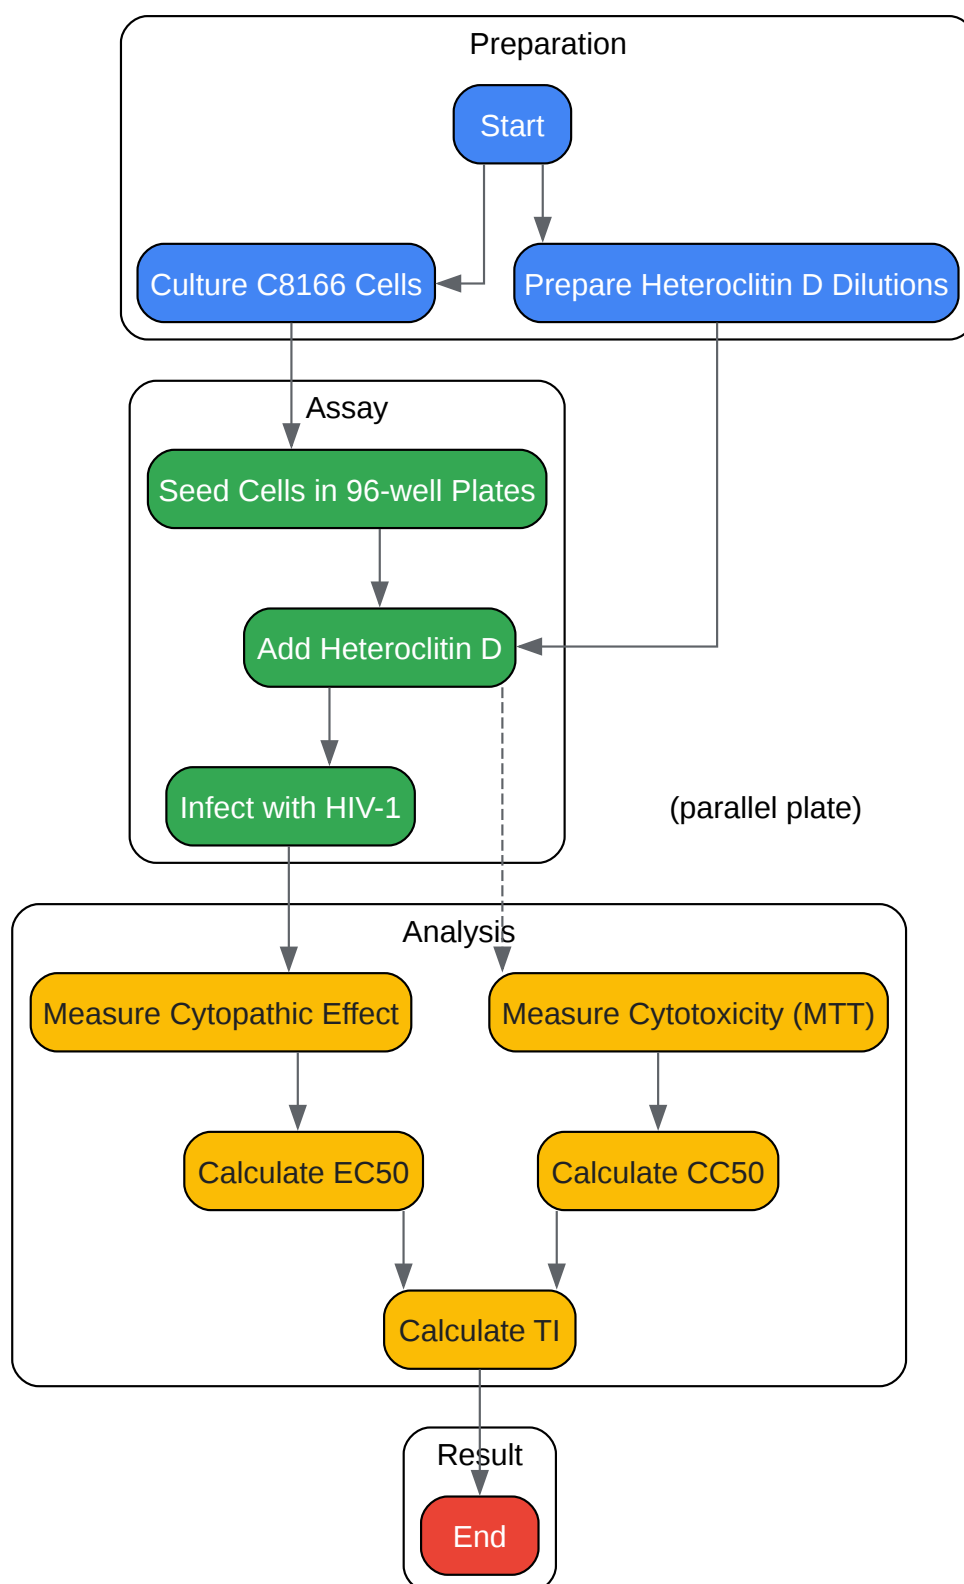 Preparation
Start
Culture C8166 Cells
Prepare Heteroclitin D Dilutions
Assay
Seed Cells in 96-well Plates
Add Heteroclitin D
Infect with HIV-1
(parallel plate)
Analysis
Measure Cytopathic Effect
Measure Cytotoxicity (MTT)
Calculate EC50
Calculate CC50
Calculate TI
Result
End